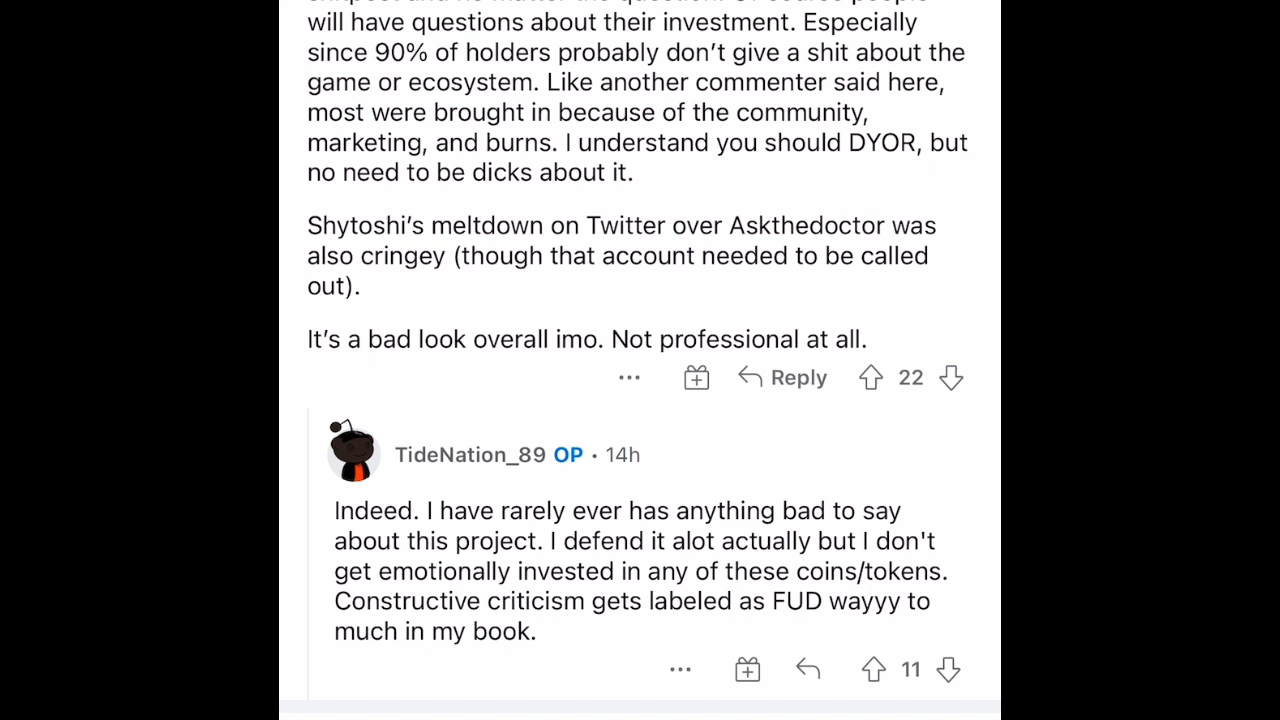 will have questions about their investment. Especially
since 90% of holders probably don’t give a shit about the
game or ecosystem. Like another commenter said here,
most were brought in because of the community,
marketing, and burns. I understand you should DYOR, but
no need to be dicks about it.
Shytoshi’s meltdown on Twitter over Askthedoctor was
also cringey (though that account needed to be called
out).
It’s a bad look overall imo. Not professional at all.
Reply 22
TideNation_89 OP · 14h
Indeed. I have rarely ever has anything bad to say
about this project. I defend it alot actually but I don't
get emotionally invested in any of these coins/tokens.
Constructive criticism gets labeled as FUD wayyy to
much in my book.
11